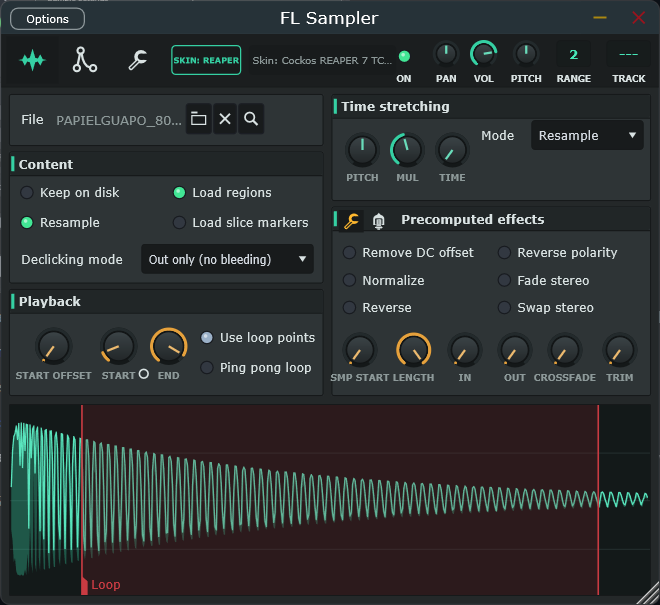 Options
FL Sampler
SKIN: REAPER
Skin: Cockos REAPER 7 TC...
ON
PAN
VOL
PITCH
2
RANGE
---
TRACK
File
PAPIELGUAPO_80...
Content
Keep on disk
Load regions
Resample
Load slice markers
Declicking mode
Out only (no bleeding)
Playback
START OFFSET
START
END
Use loop points
Ping pong loop
Time stretching
PITCH
MUL
TIME
Mode
Resample
Precomputed effects
Remove DC offset
Reverse polarity
Normalize
Fade stereo
Reverse
Swap stereo
SMP START
LENGTH
IN
OUT
CROSSFADE
TRIM
Loop